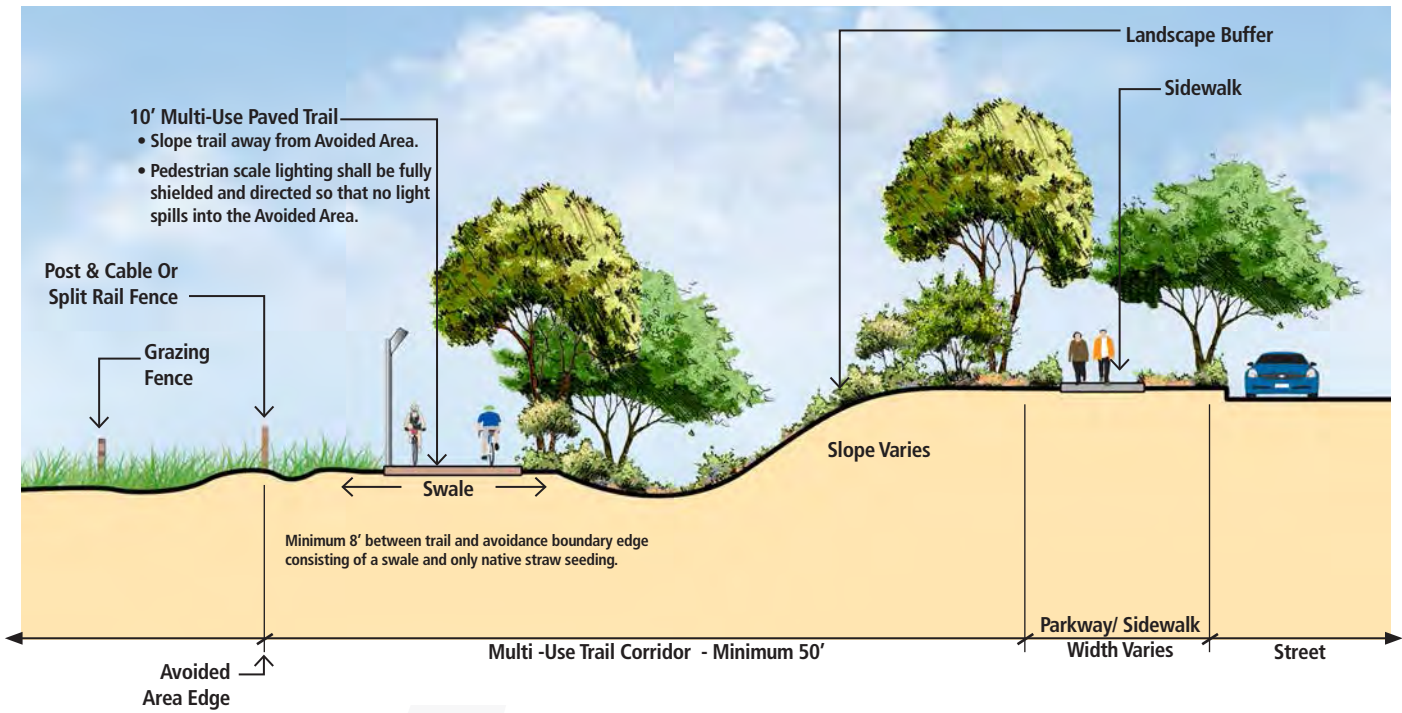 Landscape Buffer
Sidewalk
10’ Multi-Use Paved Trail
• Slope trail away from Avoided Area.
• Pedestrian scale lighting shall be fully
shielded and directed so that no light
spills into the Avoided Area.
Post & Cable Or
Split Rail Fence
Grazing
Fence
Slope Varies
Swale
Minimum 8’ between trail and avoidance boundary edge
consisting of a swale and only native straw seeding.
Parkway/ Sidewalk
Width Varies
Multi -Use Trail Corridor - Minimum 50’
Street
Avoided
Area Edge